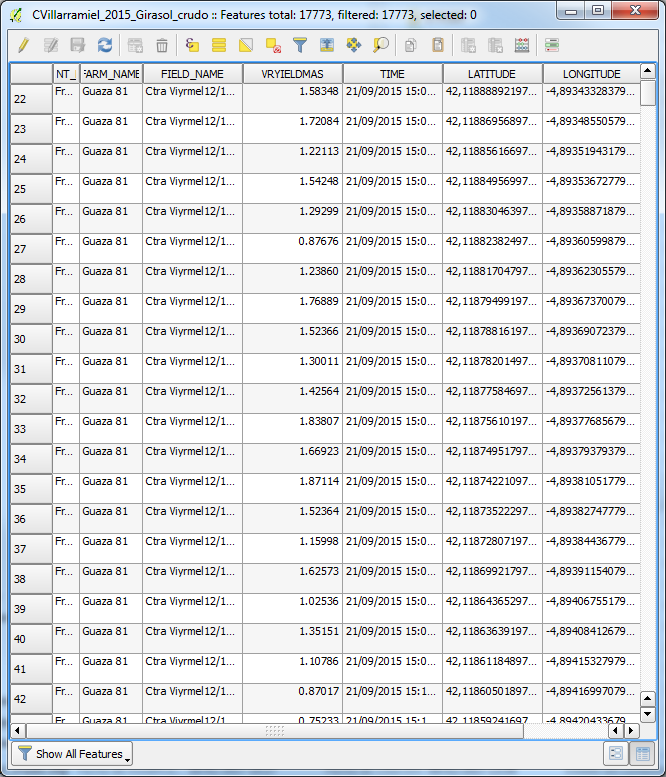 CVillarramiel_2015_Girasol_crudo :: Features total: 17773, filtered: 17773, selected: 0
NT_ FARM_NAME FIELD_NAME VRYIELDMAS TIME LATITUDE LONGITUDE
22 Fr... Guaza 81 Ctra Viyrmel12/1... 1.58348 21/09/2015 15:0... 42,11888892197... -4,89343328379...
23 Fr... Guaza 81 Ctra Viyrmel12/1... 1.72084 21/09/2015 15:0... 42,11886956897... -4,89348550579...
24 Fr... Guaza 81 Ctra Viyrmel12/1... 1.22113 21/09/2015 15:0... 42,11885616697... -4,89351943179...
25 Fr... Guaza 81 Ctra Viyrmel12/1... 1.54248 21/09/2015 15:0... 42,11884956997... -4,89353672779...
26 Fr... Guaza 81 Ctra Viyrmel12/1... 1.29299 21/09/2015 15:0... 42,11883046397... -4,89358871879...
27 Fr... Guaza 81 Ctra Viyrmel12/1... 0.87676 21/09/2015 15:0... 42,11882382497... -4,89360599879...
28 Fr... Guaza 81 Ctra Viyrmel12/1... 1.23860 21/09/2015 15:0... 42,11881704797... -4,89362305579...
29 Fr... Guaza 81 Ctra Viyrmel12/1... 1.76889 21/09/2015 15:0... 42,11879499197... -4,89367370079...
30 Fr... Guaza 81 Ctra Viyrmel12/1... 1.52366 21/09/2015 15:0... 42,11878816197... -4,89369072379...
31 Fr... Guaza 81 Ctra Viyrmel12/1... 1.30011 21/09/2015 15:0... 42,11878201497... -4,89370811079...
32 Fr... Guaza 81 Ctra Viyrmel12/1... 1.42564 21/09/2015 15:0... 42,11877584697... -4,89372561379...
33 Fr... Guaza 81 Ctra Viyrmel12/1... 1.83807 21/09/2015 15:0... 42,11875610197... -4,89377685679...
34 Fr... Guaza 81 Ctra Viyrmel12/1... 1.66923 21/09/2015 15:0... 42,11874951797... -4,89379379379...
35 Fr... Guaza 81 Ctra Viyrmel12/1... 1.87114 21/09/2015 15:0... 42,11874221097... -4,89381051779...
36 Fr... Guaza 81 Ctra Viyrmel12/1... 1.52364 21/09/2015 15:0... 42,11873522297... -4,89382747779...
37 Fr... Guaza 81 Ctra Viyrmel12/1... 1.15998 21/09/2015 15:0... 42,11872807197... -4,89384436779...
38 Fr... Guaza 81 Ctra Viyrmel12/1... 1.62573 21/09/2015 15:0... 42,11869921797... -4,89391154079...
39 Fr... Guaza 81 Ctra Viyrmel12/1... 1.02536 21/09/2015 15:0... 42,11864365297... -4,89406755179...
40 Fr... Guaza 81 Ctra Viyrmel12/1... 1.35151 21/09/2015 15:0... 42,11863639197... -4,89408412679...
41 Fr... Guaza 81 Ctra Viyrmel12/1... 1.10786 21/09/2015 15:0... 42,11861184897... -4,89415327979...
42 Fr... Guaza 81 Ctra Viyrmel12/1... 0.87017 21/09/2015 15:1... 42,11860501897... -4,89416997079...
Fr... Guaza 81 Ctra Viyrmel12/1... 0.75233 21/09/2015 15:1... 42,11859241697... -4,89420433679...
Show All Features